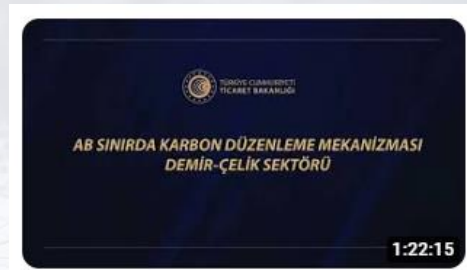 TÜRKİYE CUMHURİYETİ
TİCARET BAKANLIĞI
AB SINIRDA KARBON DÜZENLEME MEKANİZMASI
DEMİR-ÇELİK SEKTÖRÜ
1:22:15